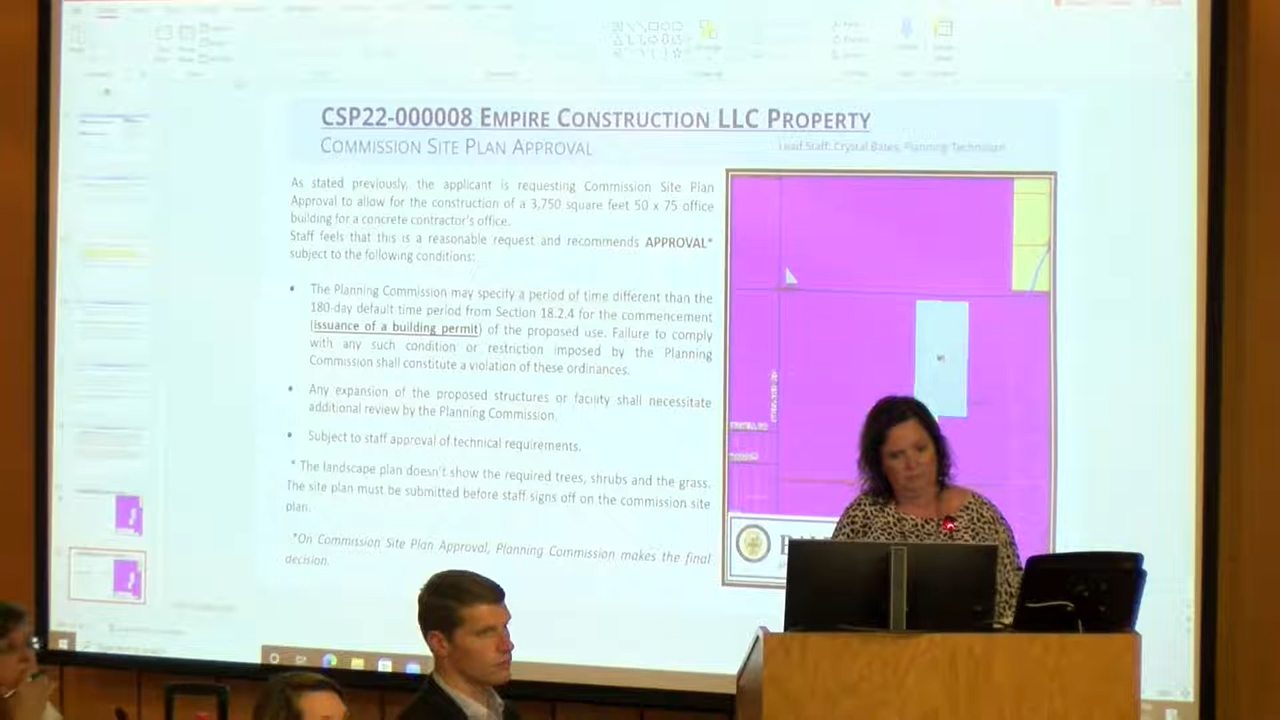 CSP22-000008 EMPIRE CONSTRUCTION LLC PROPERTY
COMMISSION SITE PLAN APPROVAL
Lead Staff: Crystal Bates, Planning Technician
As stated previously, the applicant is requesting Commission Site Plan
Approval to allow for the construction of a 3,750 square feet 50 x 75 office
building for a concrete contractor's office.
Staff feels that this is a reasonable request and recommends APPROVAL*
subject to the following conditions:
• The Planning Commission may specify a period of time different than the
180-day default time period from Section 18.2.4 for the commencement
(issuance of a building permit) of the proposed use. Failure to comply
with any such condition or restriction imposed by the Planning
Commission shall constitute a violation of these ordinances.
• Any expansion of the proposed structures or facility shall necessitate
additional review by the Planning Commission.
• Subject to staff approval of technical requirements.
* The landscape plan doesn't show the required trees, shrubs and the grass.
The site plan must be submitted before staff signs off on the commission site
plan.
*On Commission Site Plan Approval, Planning Commission makes the final
decision.